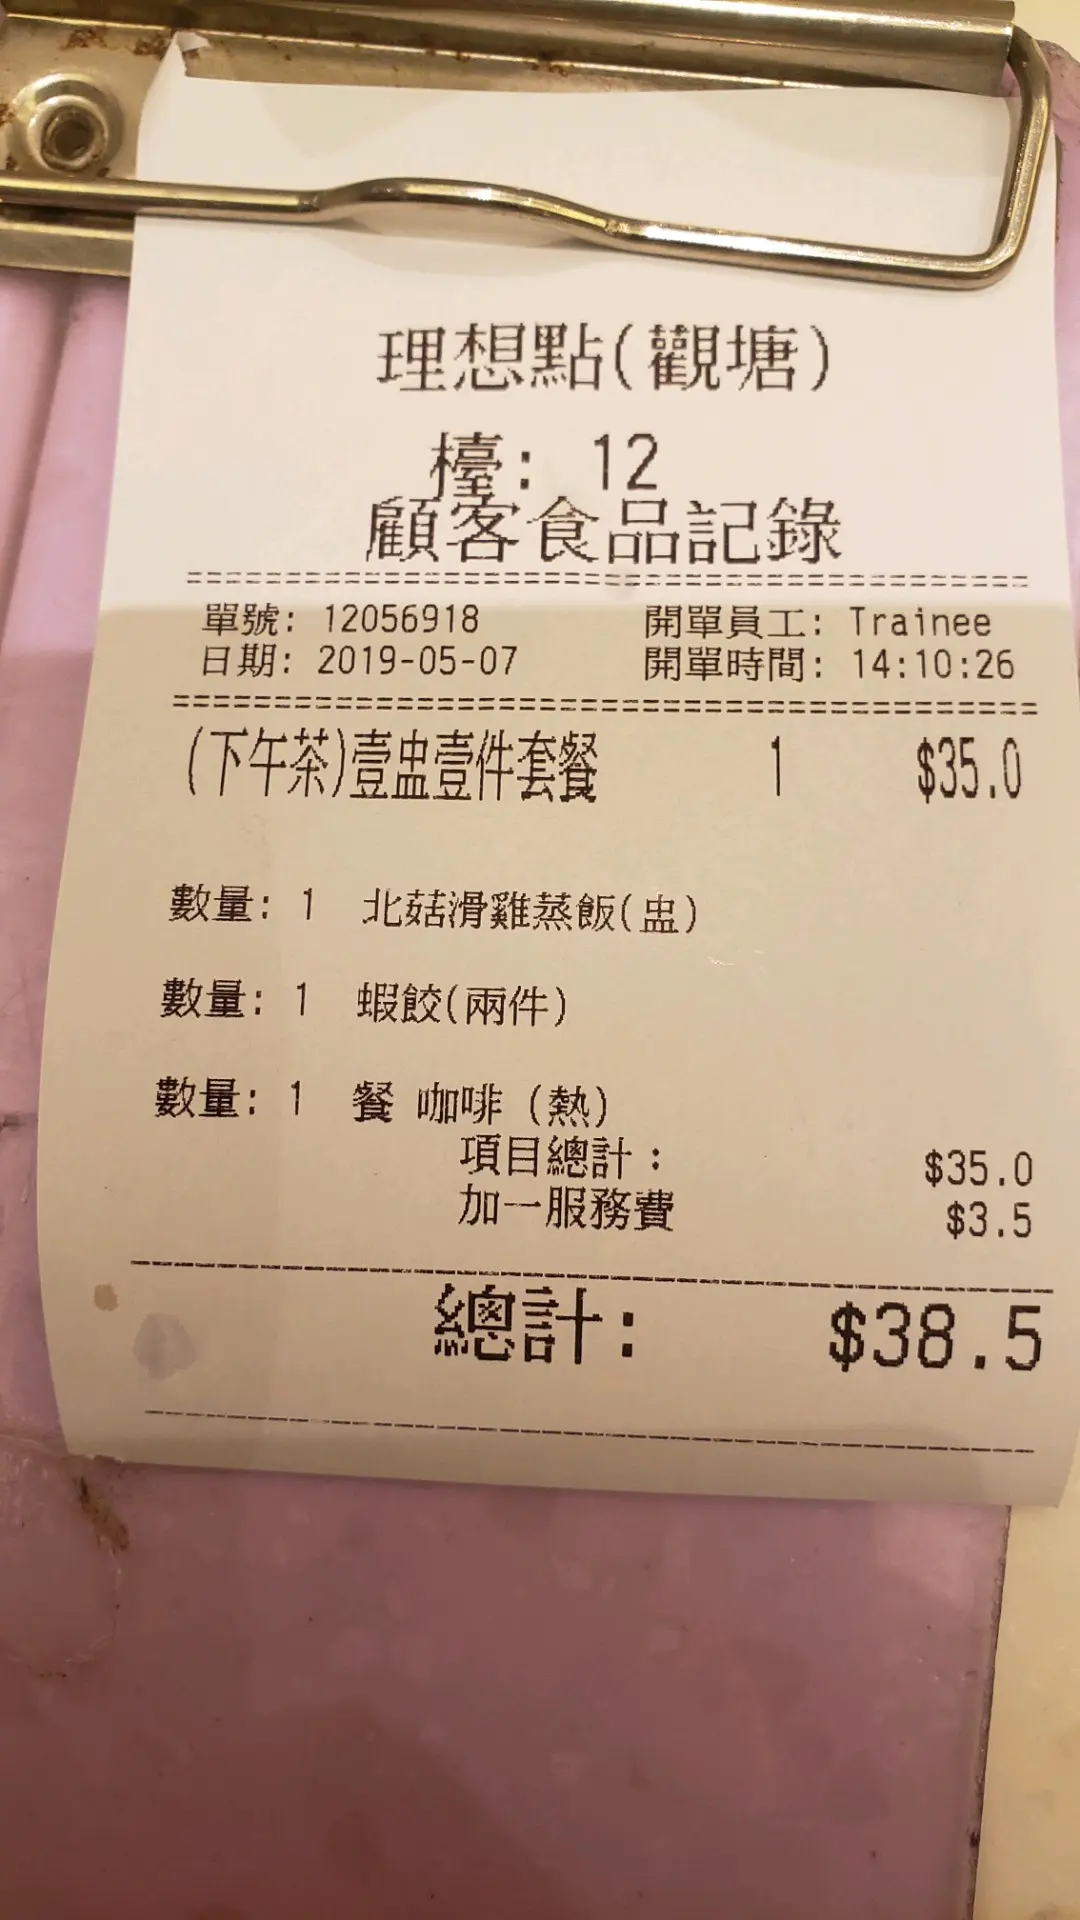 理想點(觀塘)
檯: 12
顧客食品記錄
單號: 12056918 開單員工: Trainee
日期: 2019-05-07 開單時間: 14:10:26
(下午茶)壹盅壹件套餐 1 $35.0
數量: 1 北菇滑雞蒸飯(盅)
數量: 1 蝦餃(兩件)
數量: 1 餐 咖啡 (熱)
項目總計: $35.0
加一服務費 $3.5
總計: $38.5